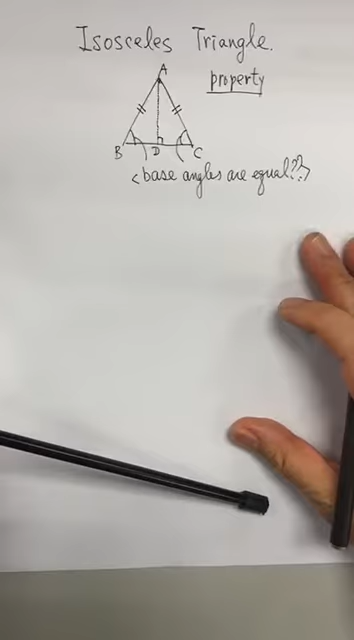 Isosceles Triangle.
property
A
B D C
<base angles are equal??>